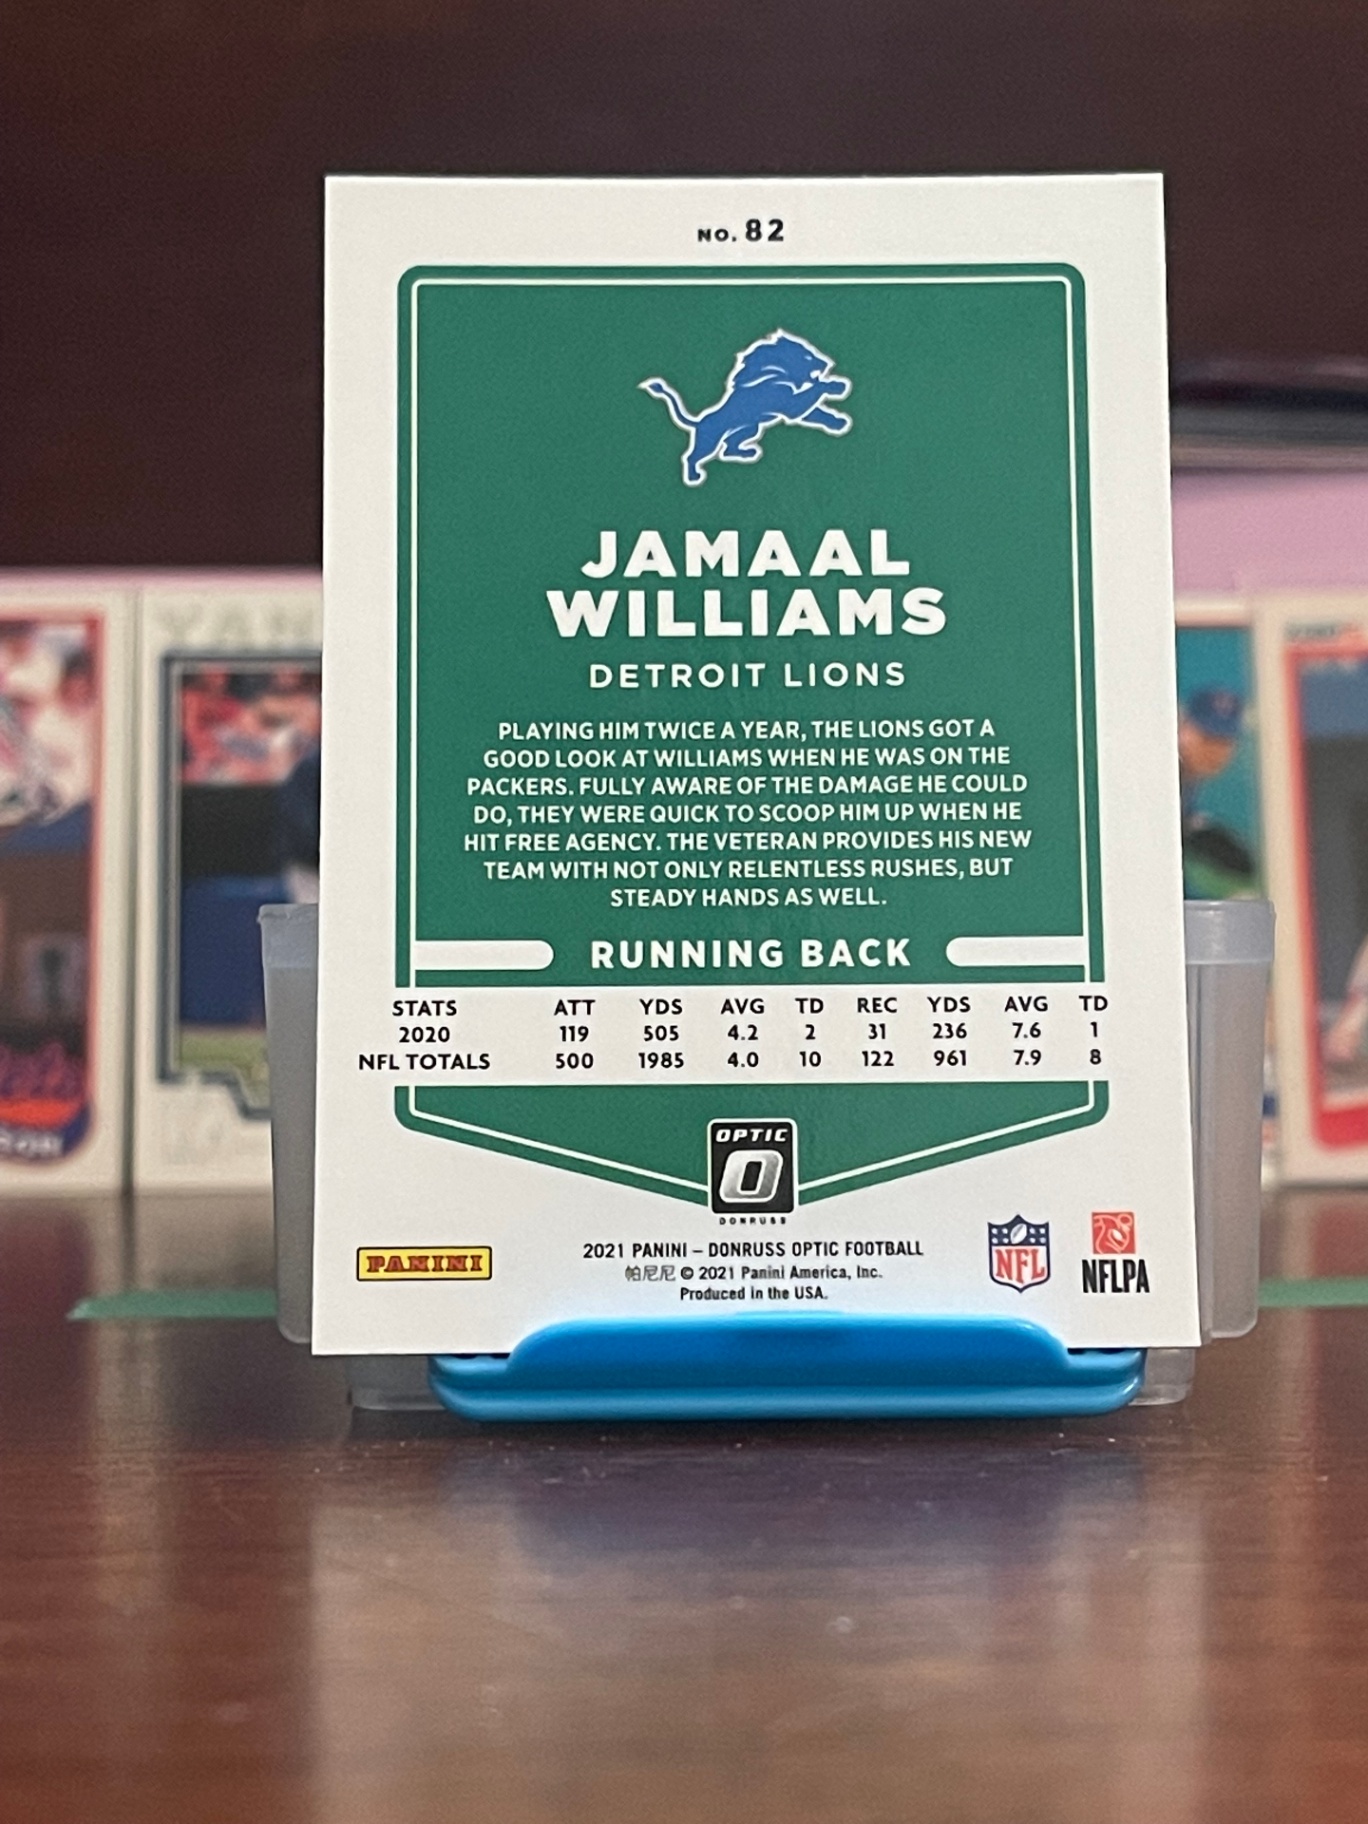 NO. 82
JAMAAL
WILLIAMS
DETROIT LIONS
PLAYING HIM TWICE A YEAR, THE LIONS GOT A
GOOD LOOK AT WILLIAMS WHEN HE WAS ON THE
PACKERS. FULLY AWARE OF THE DAMAGE HE COULD
DO, THEY WERE QUICK TO SCOOP HIM UP WHEN HE
HIT FREE AGENCY. THE VETERAN PROVIDES HIS NEW
TEAM WITH NOT ONLY RELENTLESS RUSHES, BUT
STEADY HANDS AS WELL.
RUNNING BACK
STATS ATT YDS AVG TD REC YDS AVG TD
2020 119 505 4.2 2 31 236 7.6 1
NFL TOTALS 500 1985 4.0 10 122 961 7.9 8
OPTIC
O
DONRUSS
PANINI
2021 PANINI – DONRUSS OPTIC FOOTBALL
帕尼尼 © 2021 Panini America, Inc.
Produced in the USA.
NFL
NFLPA